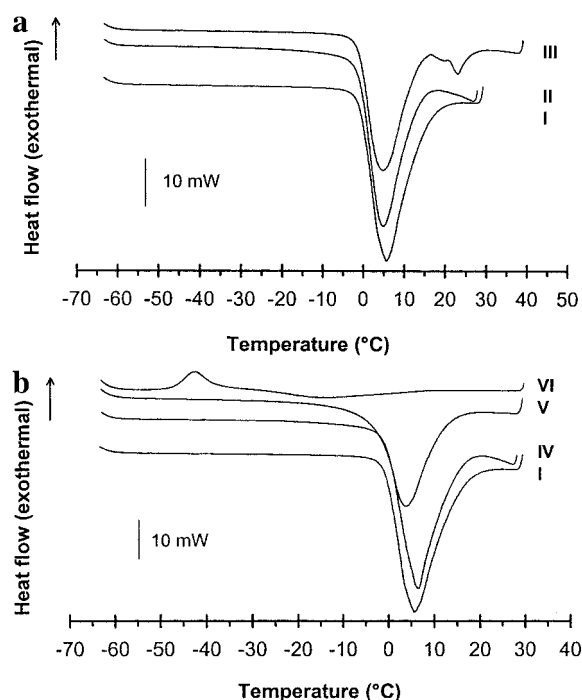 a
Heat flow (exothermal)
III
II
I
10 mW
-70 -60 -50 -40 -30 -20 -10 0 10 20 30 40 50
Temperature (°C)
b
Heat flow (exothermal)
VI
V
IV
I
10 mW
-70 -60 -50 -40 -30 -20 -10 0 10 20 30 40
Temperature (°C)